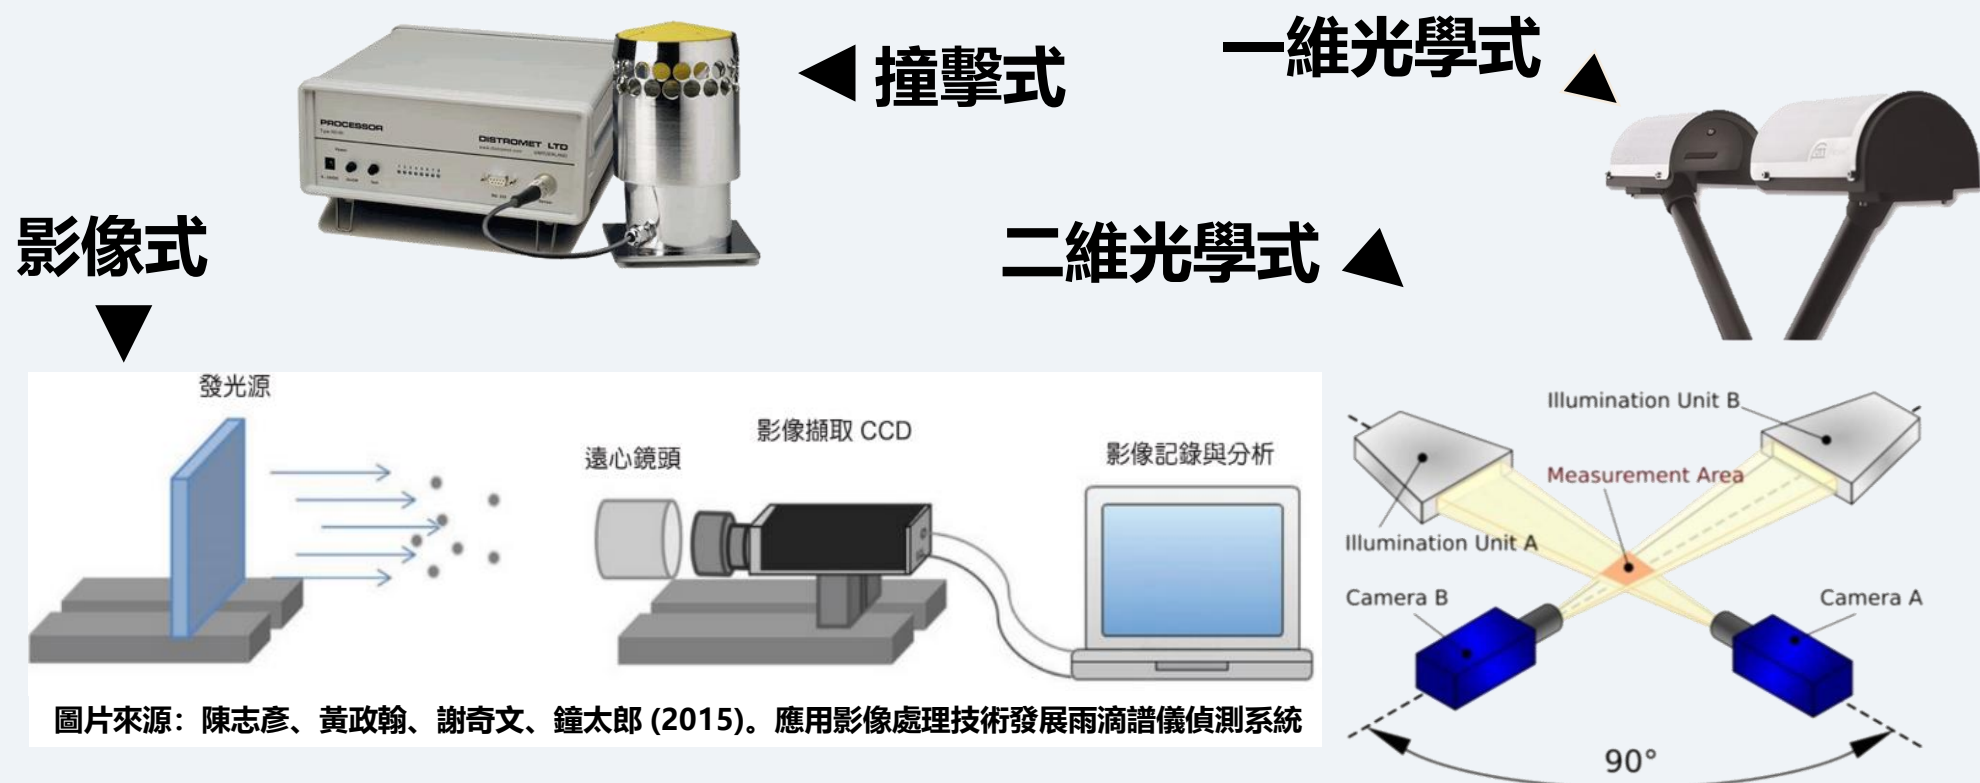 撞擊式
一維光學式
PROCESSOR
DISTROMET LTD
影像式
二維光學式
發光源
遠心鏡頭
影像擷取 CCD
影像記錄與分析
Illumination Unit B
Measurement Area
Illumination Unit A
Camera B
Camera A
90°
圖片來源：陳志彥、黃政翰、謝奇文、鐘太郎 (2015)。應用影像處理技術發展雨滴譜儀偵測系統